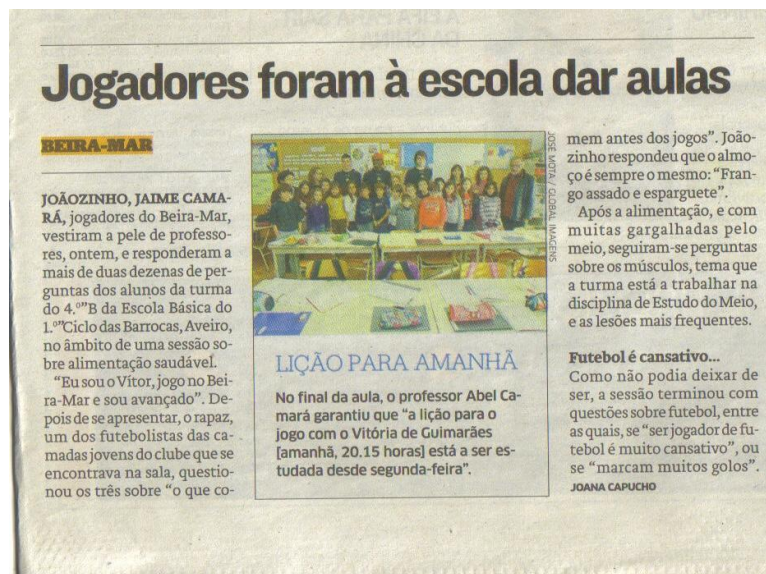 Jogadores foram à escola dar aulas
BEIRA-MAR
JOÃOZINHO, JAIME CAMA-
RÁ, jogadores do Beira-Mar,
vestiram a pele de professo-
res, ontem, e responderam a
mais de duas dezenas de per-
guntas dos alunos da turma
do 4.º”B da Escola Básica do
1.º”Ciclo das Barrocas, Aveiro,
no âmbito de uma sessão so-
bre alimentação saudável.
“Eu sou o Vítor, jogo no Bei-
ra-Mar e sou avançado”. De-
pois de se apresentar, o rapaz,
um dos futebolistas das ca-
madas jovens do clube que se
encontrava na sala, questio-
nou os três sobre “o que co-
mem antes dos jogos”. João-
zinho respondeu que o almo-
ço é sempre o mesmo: “Fran-
go assado e esparguete”.
Após a alimentação, e com
muitas gargalhadas pelo
meio, seguiram-se perguntas
sobre os músculos, tema que
a turma está a trabalhar na
disciplina de Estudo do Meio,
e as lesões mais frequentes.
Futebol é cansativo...
Como não podia deixar de
ser, a sessão terminou com
questões sobre futebol, entre
as quais, se “ser jogador de fu-
tebol é muito cansativo”, ou
se “marcam muitos golos”.
JOANA CAPUCHO
JOSÉ MOTA / GLOBAL IMAGENS
LIÇÃO PARA AMANHÃ
No final da aula, o professor Abel Ca-
mará garantiu que “a lição para o
jogo com o Vitória de Guimarães
[amanhã, 20.15 horas] está a ser es-
tudada desde segunda-feira”.